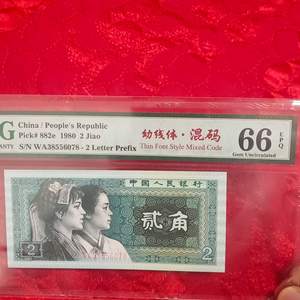 G
ANTY
China / People's Republic
Pick# 882e 1980 2 Jiao
S/N WA38556078 - 2 Letter Prefix
幼线体·混码
Thin Font Style Mixed Code
66
EPQ
Gem Uncirculated
中国人民银行
贰角
2
2